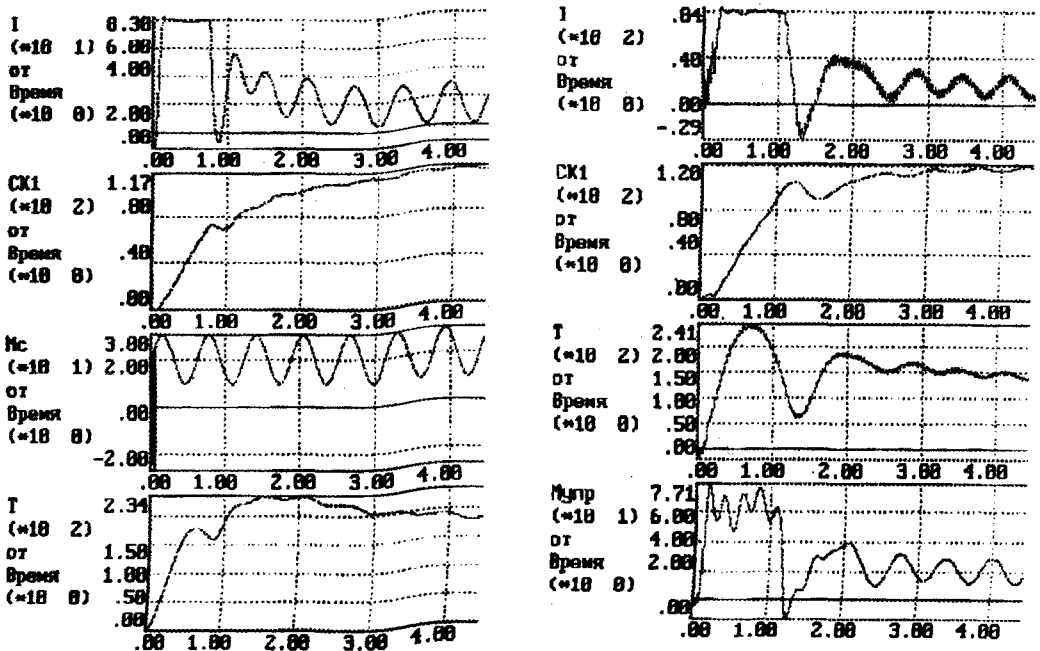 I 8.30
(*10 1) 6.00
от 4.00
Время
(*10 0) 2.00
.00
.00 1.00 2.00 3.00 4.00
СК1 1.17
(*10 2) .80
от
Время .40
(*10 0)
.00
.00 1.00 2.00 3.00 4.00
Мс 3.00
(*10 1) 2.00
от
Время .00
(*10 0)
-2.00
.00 1.00 2.00 3.00 4.00
T 2.34
(*10 2)
от 1.50
Время 1.00
(*10 0) .50
.00
.00 1.00 2.00 3.00 4.00
I .84
(*10 2)
от .40
Время
(*10 0) .00
-.29
.00 1.00 2.00 3.00 4.00
СК1 1.20
(*10 2)
от .80
Время .40
(*10 0)
.00
.00 1.00 2.00 3.00 4.00
T 2.41
(*10 2) 2.00
от 1.50
Время 1.00
(*10 0) .50
.00
.00 1.00 2.00 3.00 4.00
Мупр 7.71
(*10 1) 6.00
от 4.00
Время 2.00
(*10 0)
.00
.00 1.00 2.00 3.00 4.00